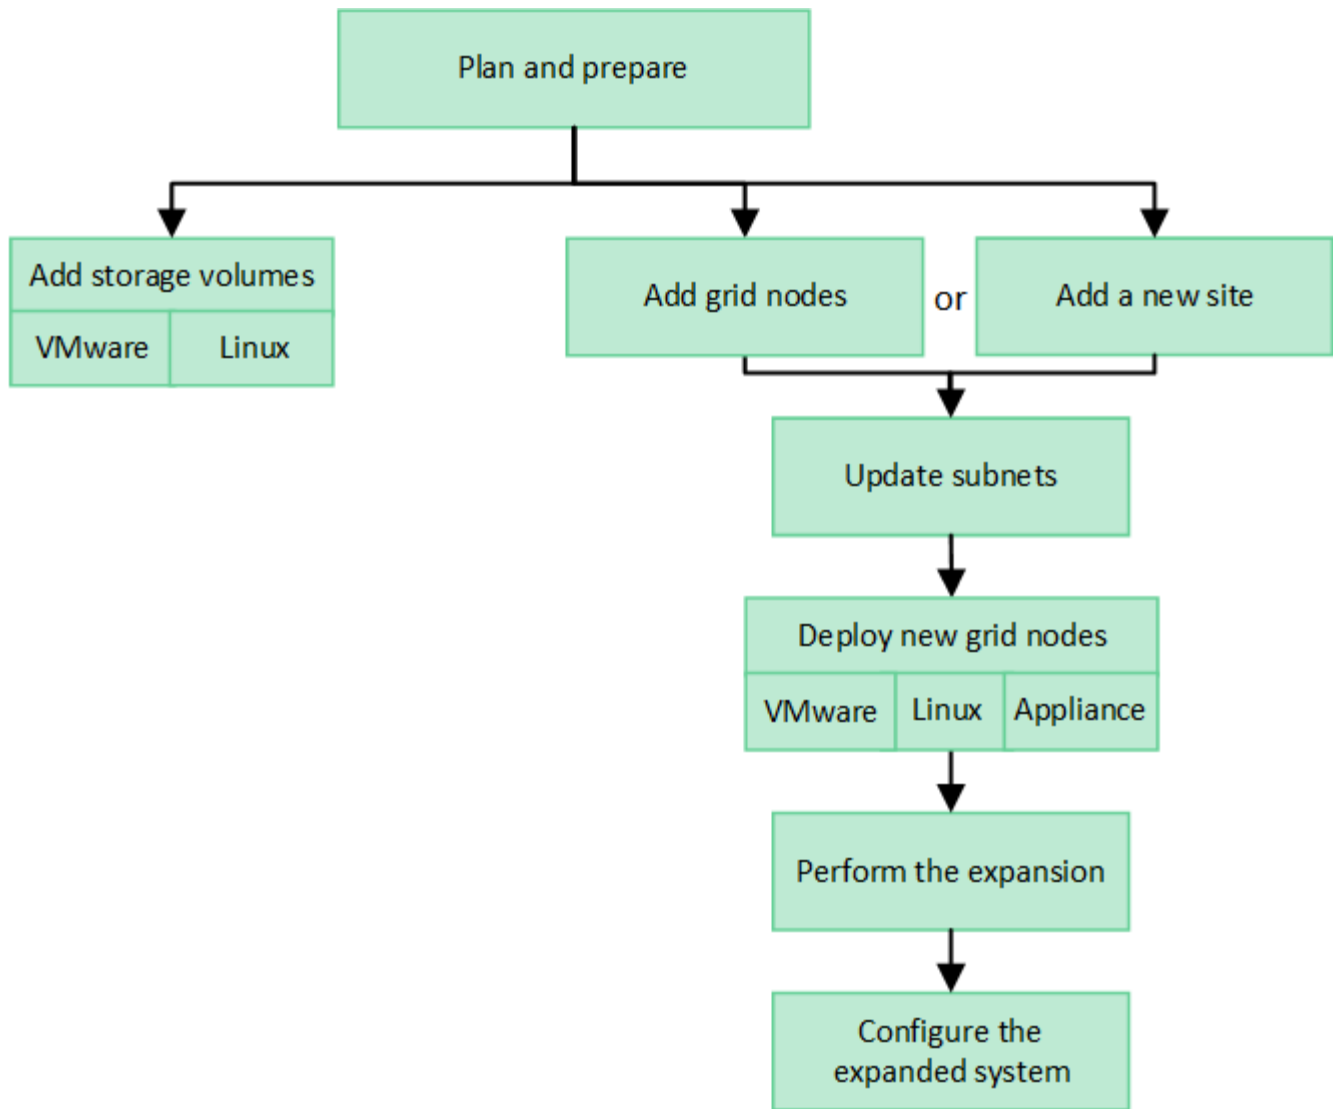 Plan and prepare
Add storage volumes
VMware
Linux
Add grid nodes
or
Add a new site
Update subnets
Deploy new grid nodes
VMware
Linux
Appliance
Perform the expansion
Configure the
expanded system